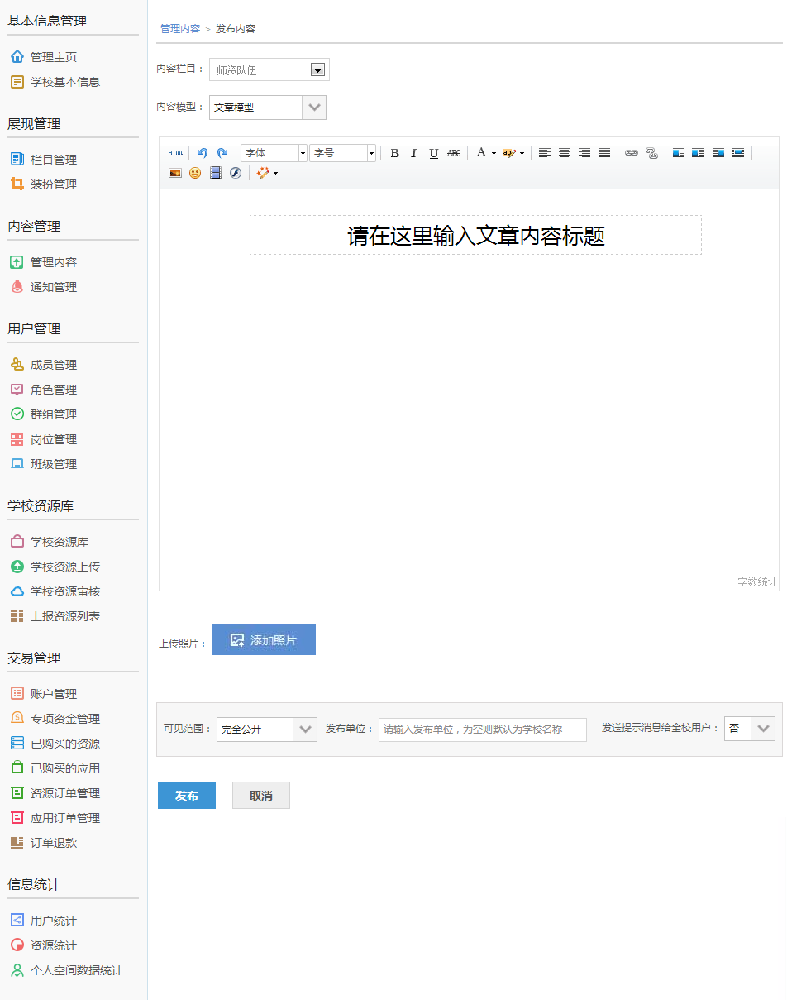 基本信息管理
管理主页
学校基本信息
展现管理
栏目管理
装扮管理
内容管理
管理内容
通知管理
用户管理
成员管理
角色管理
群组管理
岗位管理
班级管理
学校资源库
学校资源库
学校资源上传
学校资源审核
上报资源列表
交易管理
账户管理
专项资金管理
已购买的资源
已购买的应用
资源订单管理
应用订单管理
订单退款
信息统计
用户统计
资源统计
个人空间数据统计
管理内容 > 发布内容
内容栏目： 师资队伍
内容模型： 文章模型
HTML 字体 字号 B I U ABC A ab
请在这里输入文章内容标题
字数统计
上传照片： 添加照片
可见范围： 完全公开 发布单位： 请输入发布单位，为空则默认为学校名称 发送提示消息给全校用户： 否
发布 取消